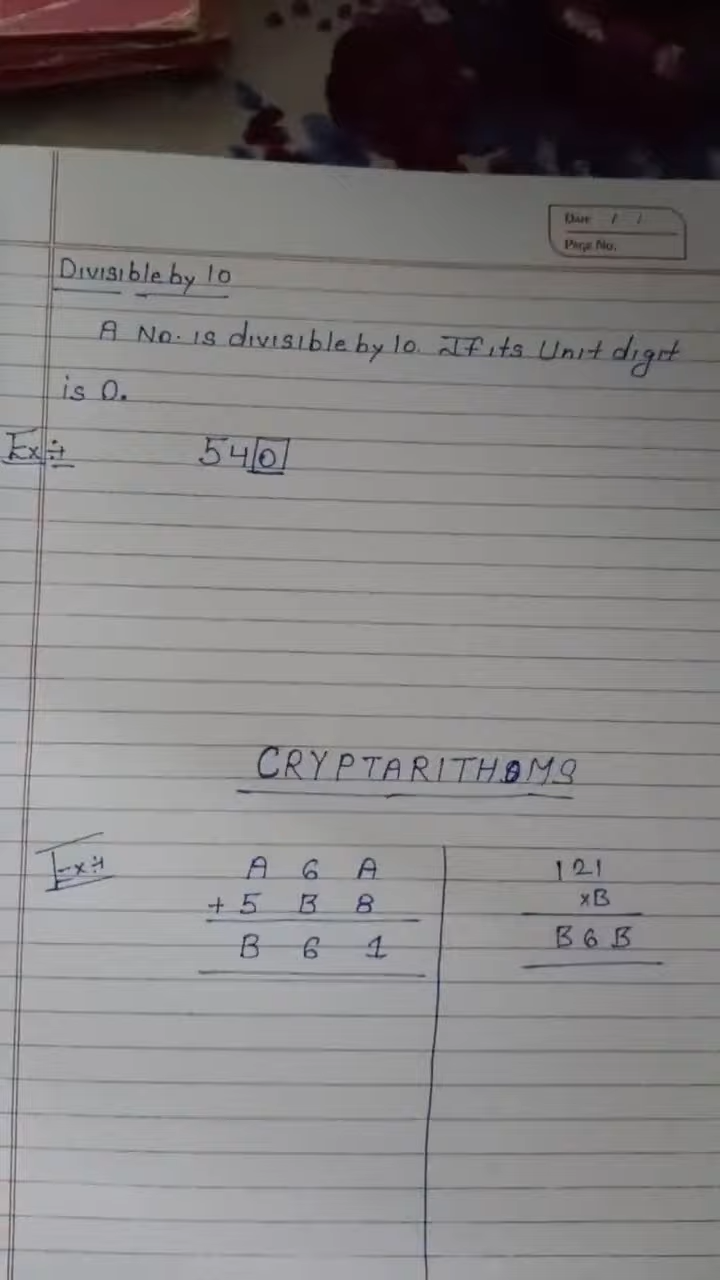 Date / /
Page No.
Divisible by 10
A No. is divisible by 10. If its Unit digit
is 0.
Ex÷
540
CRYPTARITHMS
Ex÷
A 6 A
+ 5 B 8
B 6 1
121
×B
B 6 B